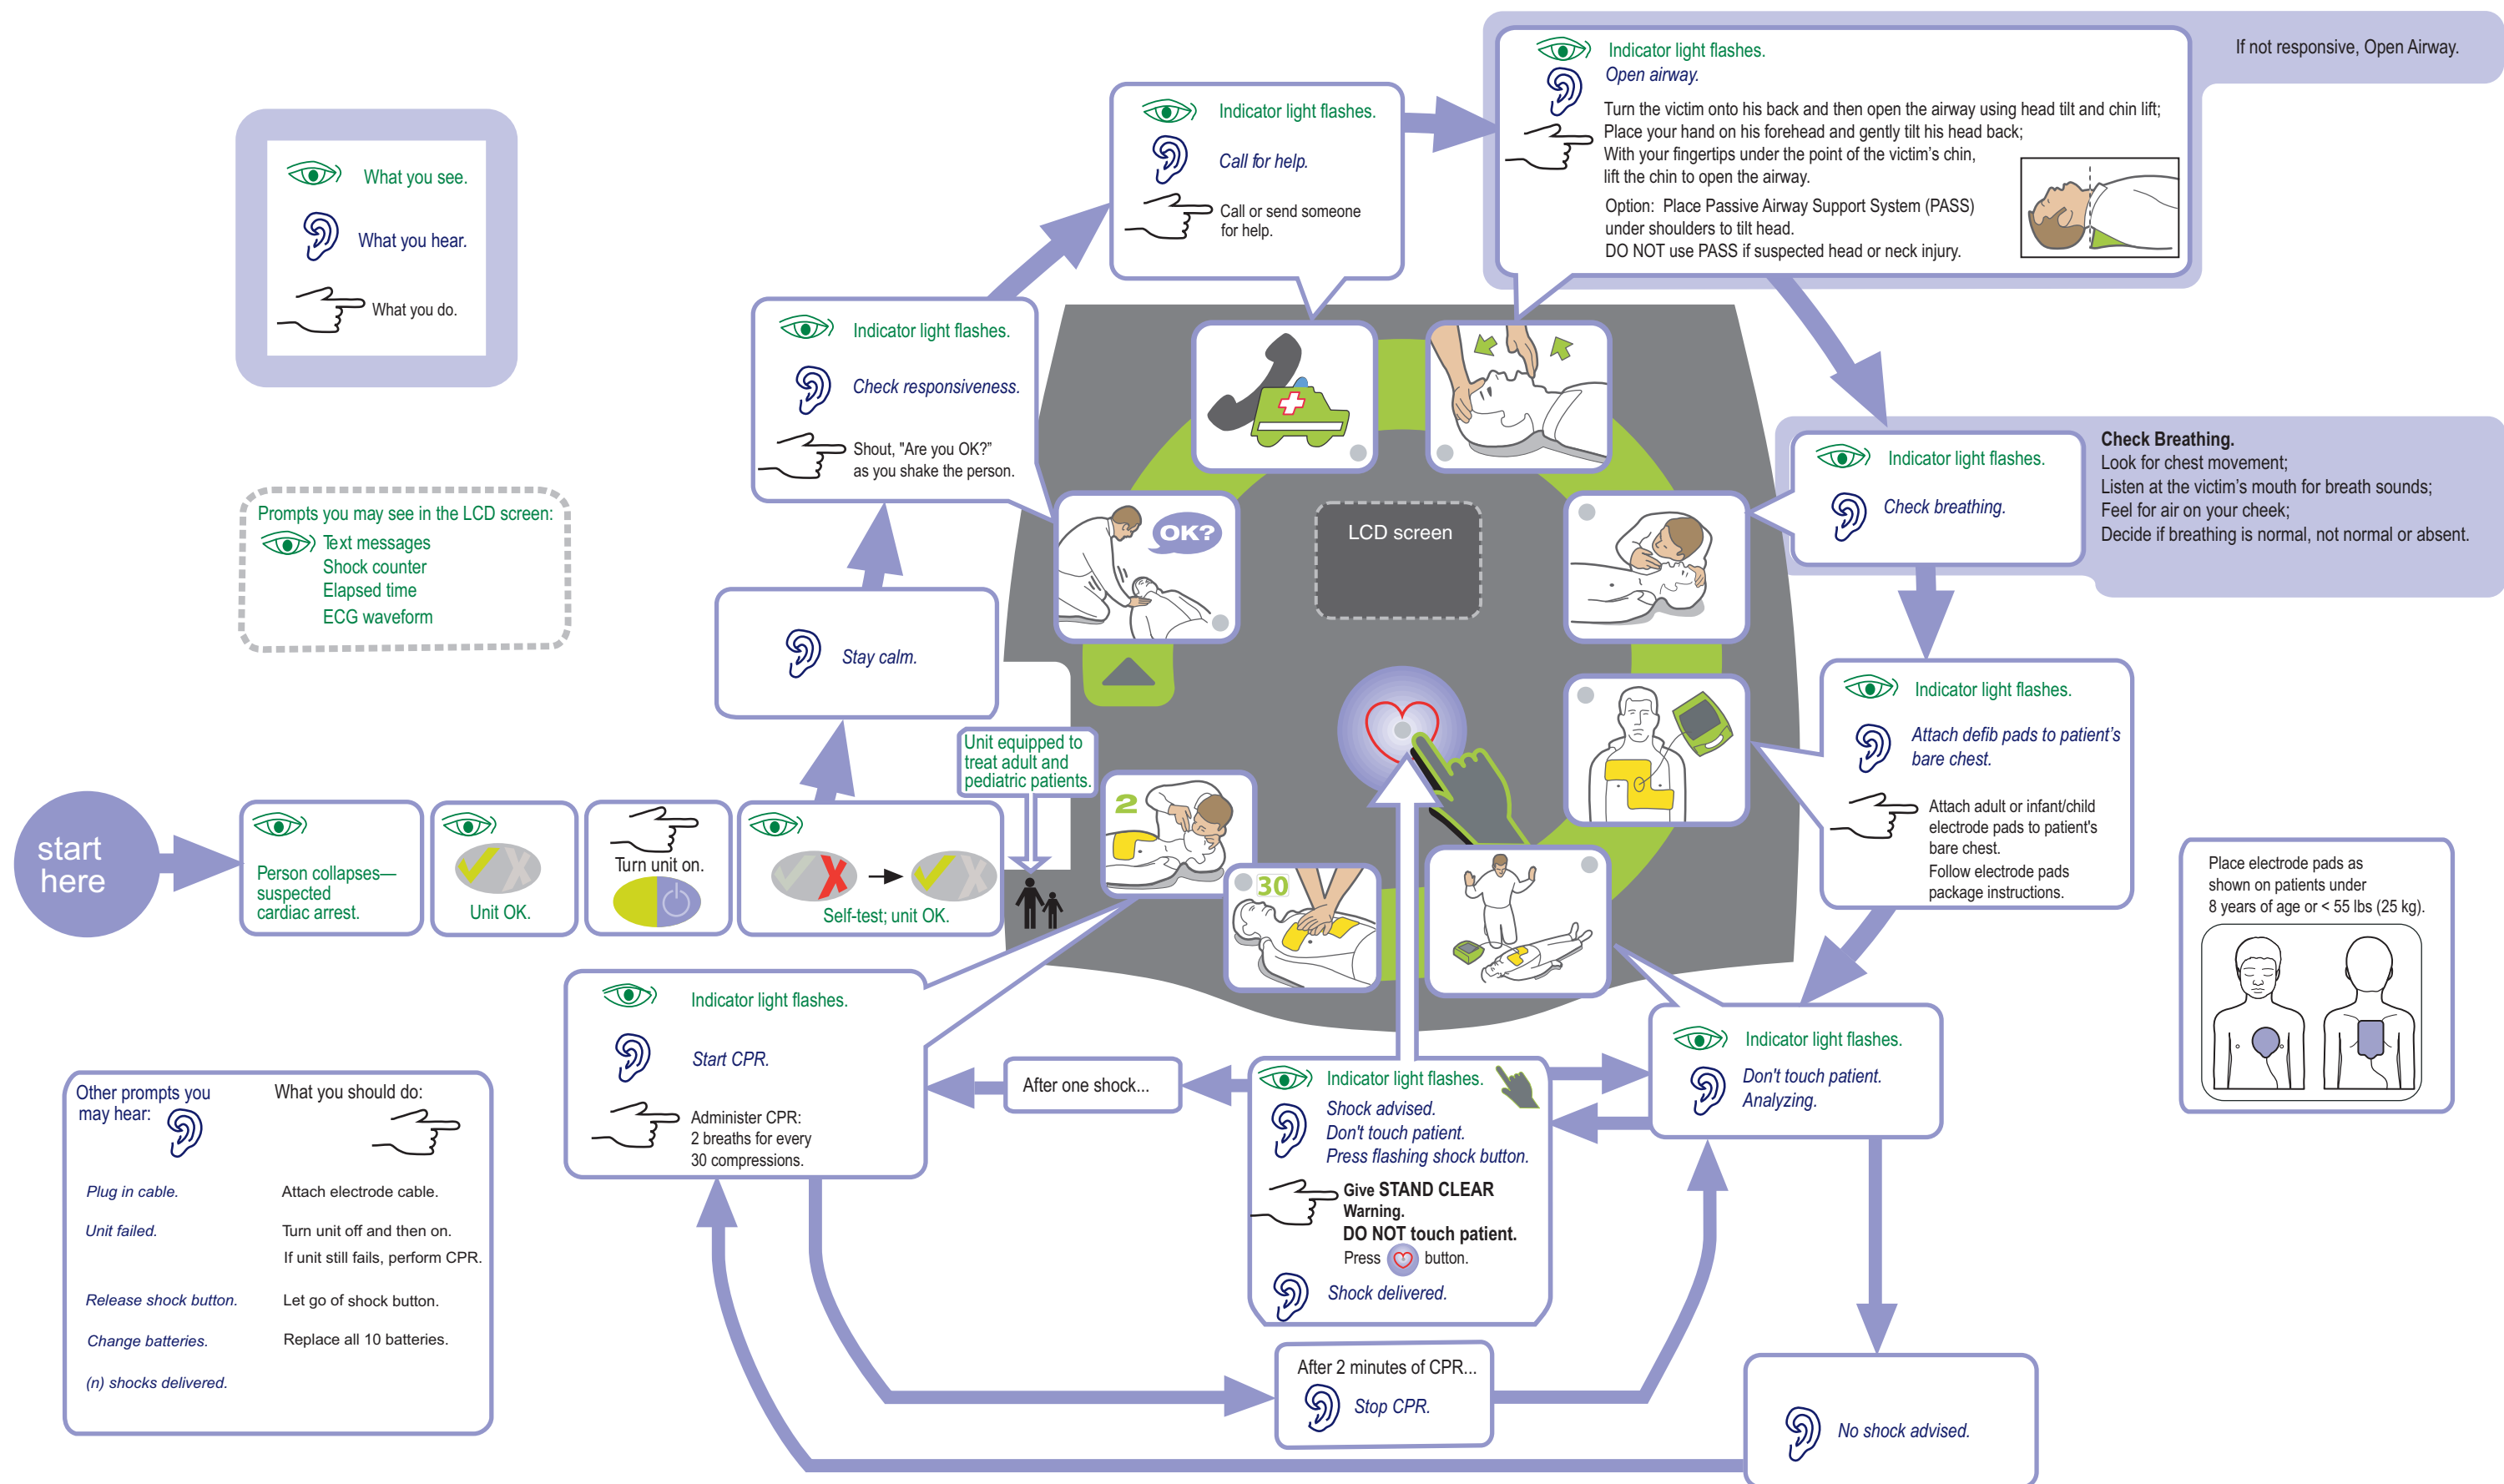 What you see.
What you hear.
What you do.
Prompts you may see in the LCD screen:
Text messages
Shock counter
Elapsed time
ECG waveform
start
here
Person collapses—
suspected
cardiac arrest.
Unit OK.
Turn unit on.
Self-test; unit OK.
Unit equipped to
treat adult and
pediatric patients.
Stay calm.
Indicator light flashes.
Check responsiveness.
Shout, "Are you OK?”
as you shake the person.
OK?
Indicator light flashes.
Call for help.
Call or send someone
for help.
Indicator light flashes.
Open airway.
Turn the victim onto his back and then open the airway using head tilt and chin lift;
Place your hand on his forehead and gently tilt his head back;
With your fingertips under the point of the victim’s chin,
lift the chin to open the airway.
Option: Place Passive Airway Support System (PASS)
under shoulders to tilt head.
DO NOT use PASS if suspected head or neck injury.
If not responsive, Open Airway.
Indicator light flashes.
Check breathing.
Check Breathing.
Look for chest movement;
Listen at the victim’s mouth for breath sounds;
Feel for air on your cheek;
Decide if breathing is normal, not normal or absent.
LCD screen
Indicator light flashes.
Attach defib pads to patient’s
bare chest.
Attach adult or infant/child
electrode pads to patient's
bare chest.
Follow electrode pads
package instructions.
Place electrode pads as
shown on patients under
8 years of age or < 55 lbs (25 kg).
Indicator light flashes.
Don't touch patient.
Analyzing.
Indicator light flashes.
Shock advised.
Don't touch patient.
Press flashing shock button.
Give STAND CLEAR
Warning.
DO NOT touch patient.
Press button.
Shock delivered.
After one shock...
2
30
Indicator light flashes.
Start CPR.
Administer CPR:
2 breaths for every
30 compressions.
After 2 minutes of CPR...
Stop CPR.
No shock advised.
Other prompts you
may hear:
What you should do:
Plug in cable.
Attach electrode cable.
Unit failed.
Turn unit off and then on.
If unit still fails, perform CPR.
Release shock button.
Let go of shock button.
Change batteries.
Replace all 10 batteries.
(n) shocks delivered.